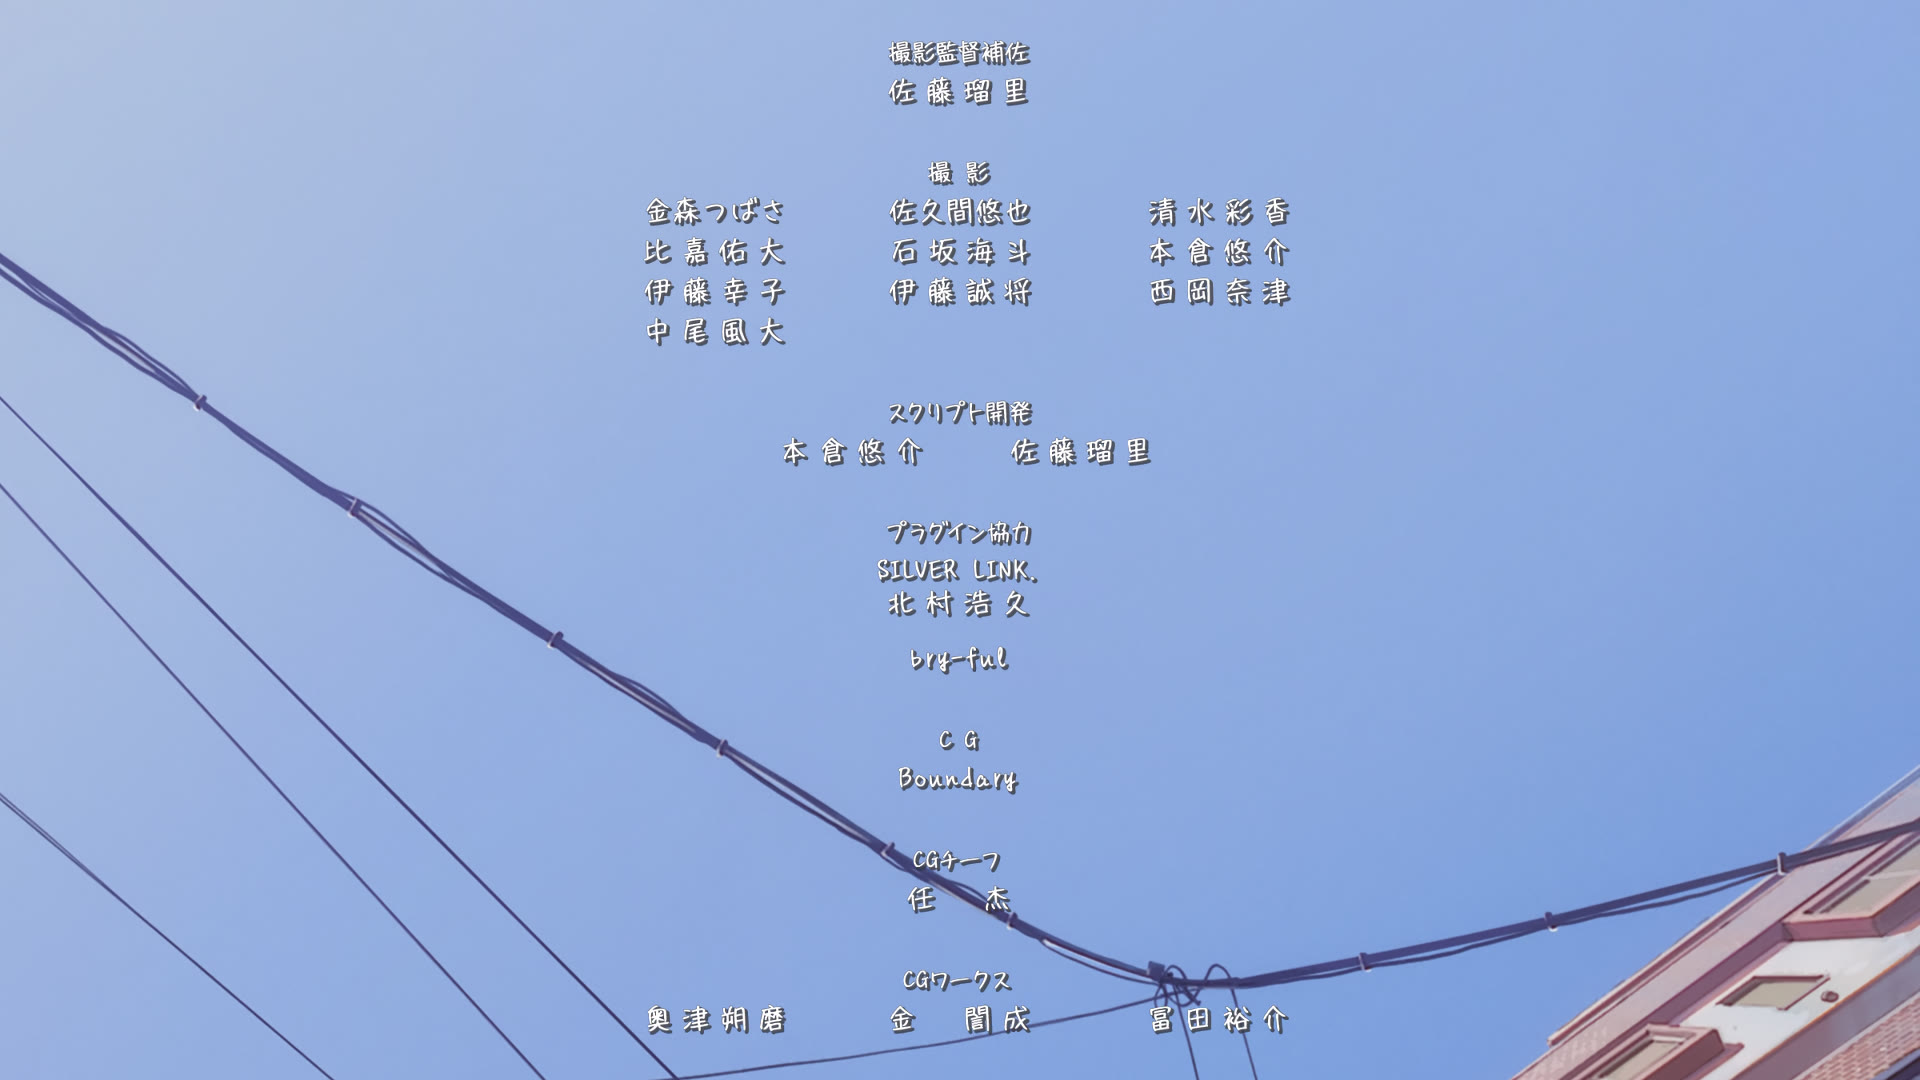 撮影監督補佐
佐藤瑠里
撮影
金森つばさ 佐久間悠也 清水彩香
比嘉佑大 石坂海斗 本倉悠介
伊藤幸子 伊藤誠将 西岡奈津
中尾風大
スクリプト開発
本倉悠介 佐藤瑠里
プラグイン協力
SILVER LINK.
北村浩久
bry-ful
CG
Boundary
CGチーフ
任 杰
CGワークス
奥津朔磨 金 誾成 冨田裕介